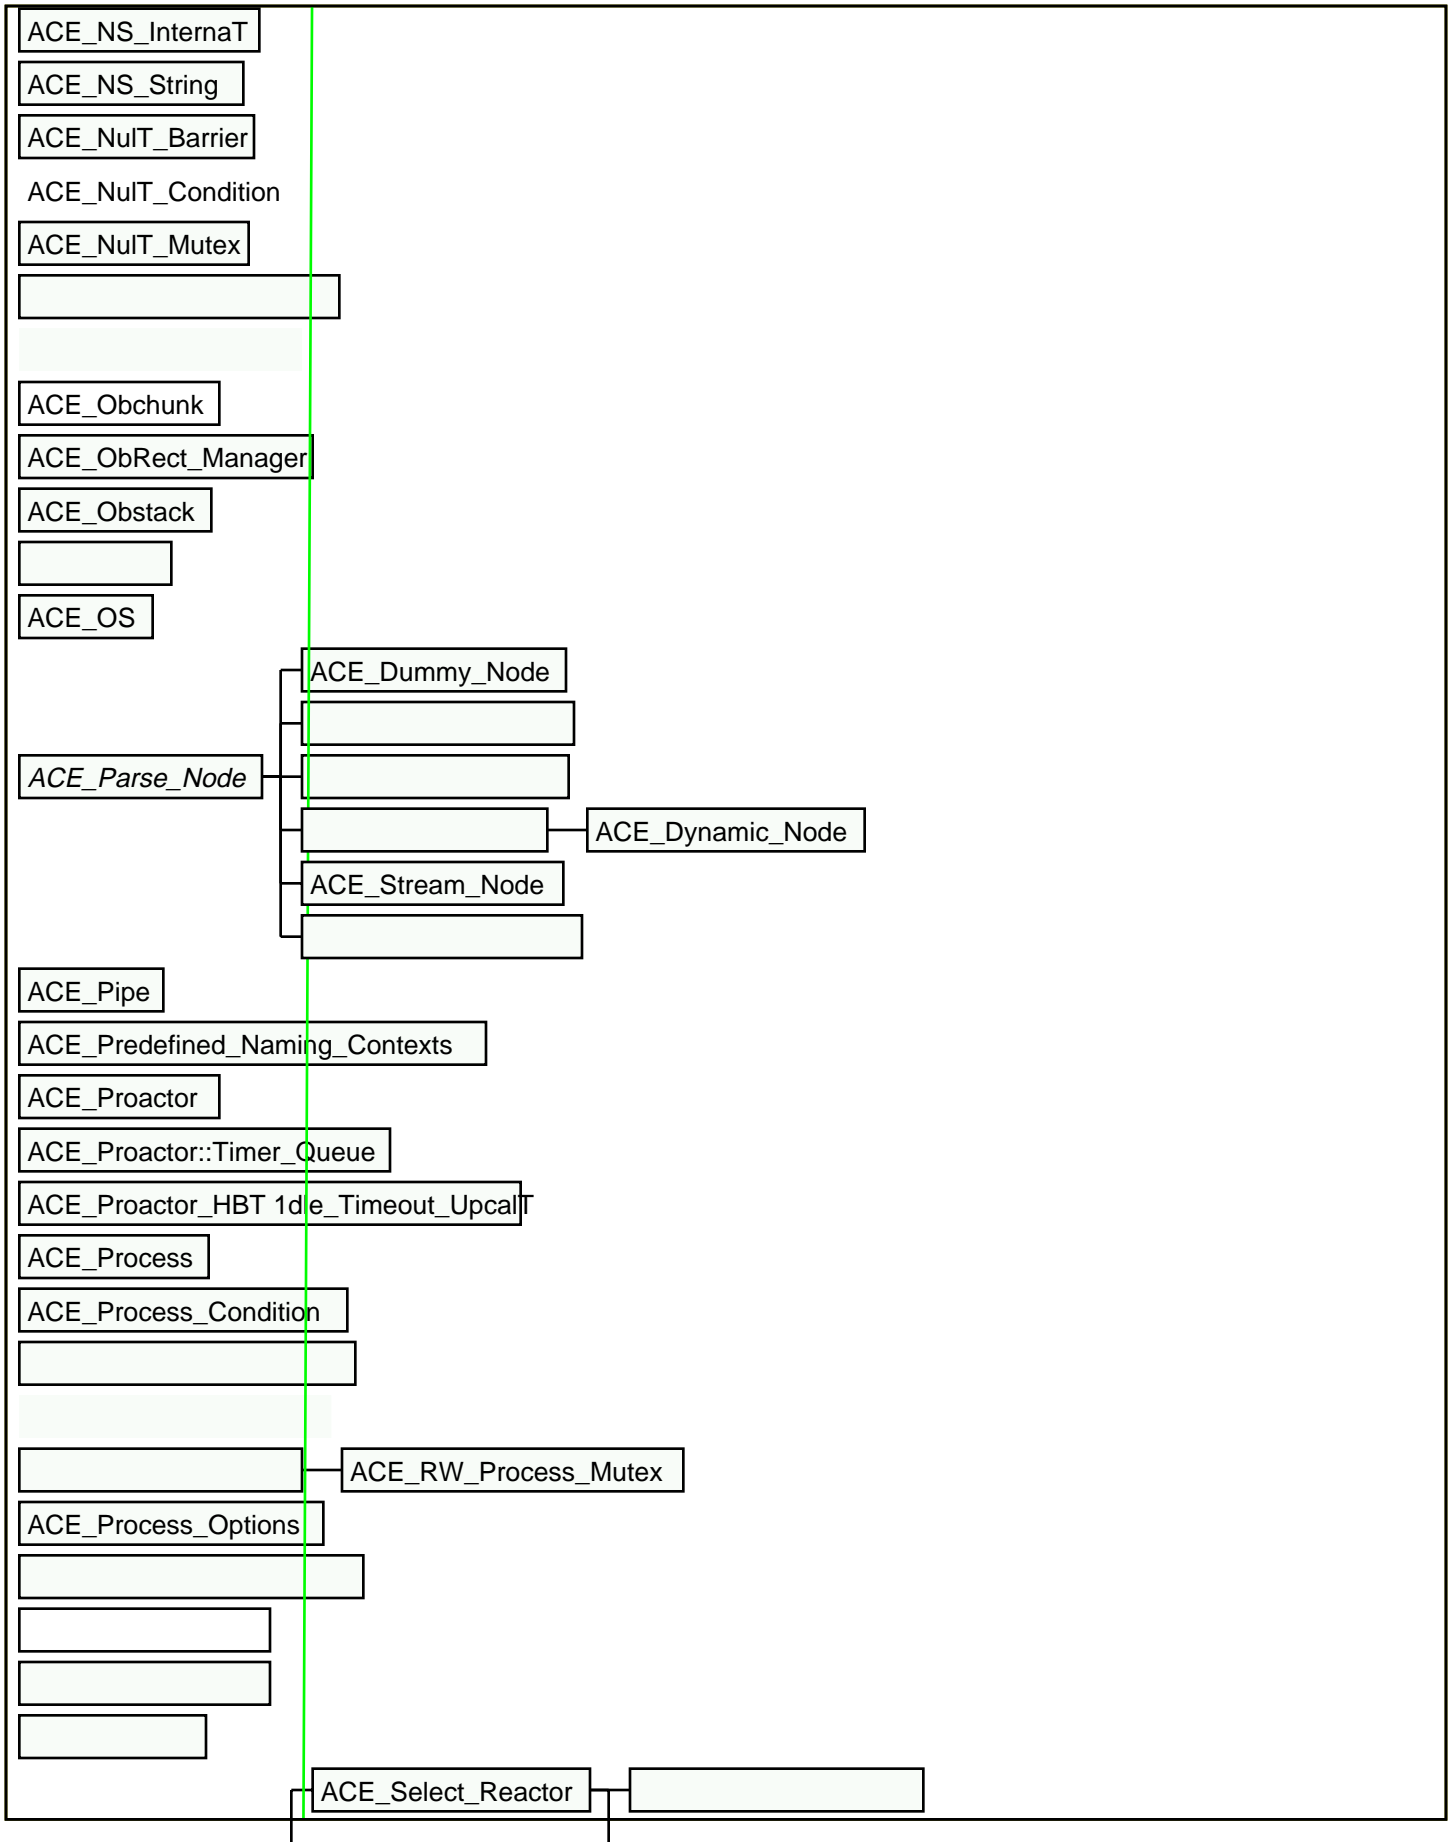 ACE_NS_InternaT
ACE_NS_String
ACE_NulT_Barrier
ACE_NulT_Condition
ACE_NulT_Mutex
ACE_Obchunk
ACE_ObRect_Manager
ACE_Obstack
ACE_OS
ACE_Dummy_Node
ACE_Parse_Node
ACE_Dynamic_Node
ACE_Stream_Node
ACE_Pipe
ACE_Predefined_Naming_Contexts
ACE_Proactor
ACE_Proactor::Timer_Queue
ACE_Proactor_HBT 1dle_Timeout_UpcalT
ACE_Process
ACE_Process_Condition
ACE_RW_Process_Mutex
ACE_Process_Options
ACE_Select_Reactor